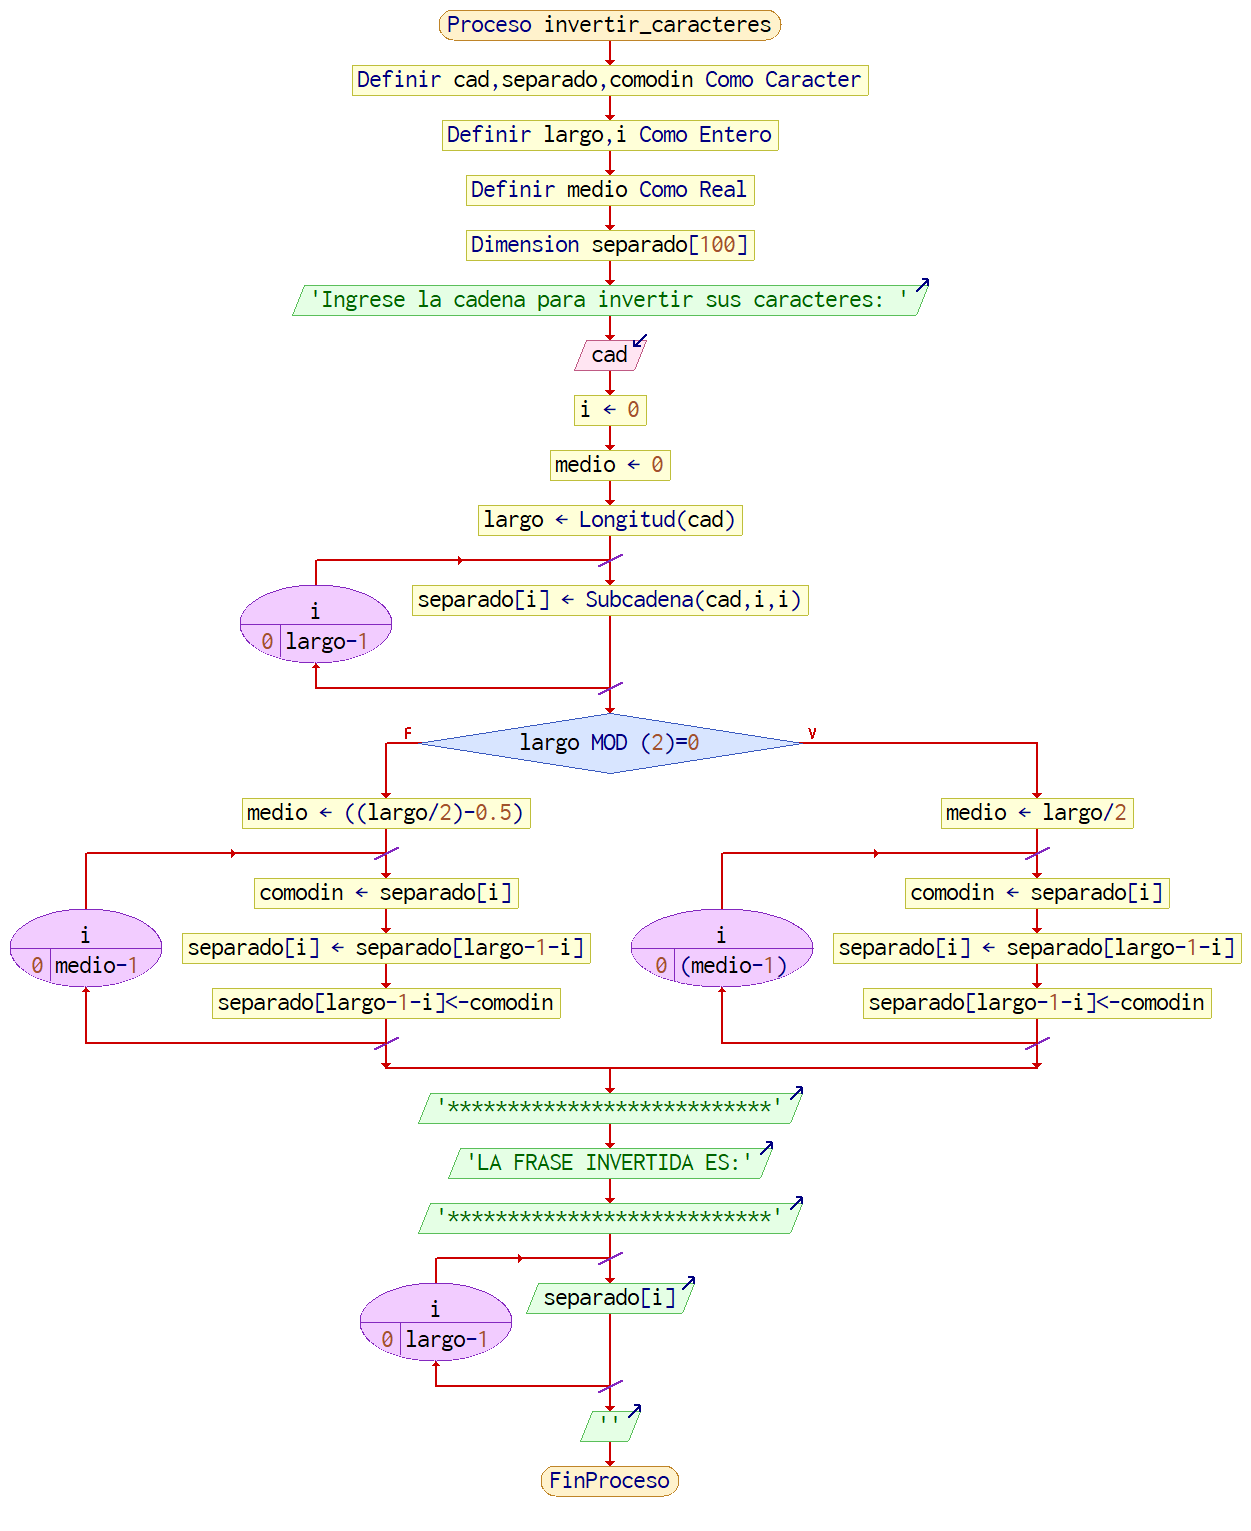 Proceso invertir_caracteres
Definir cad,separado,comodin Como Caracter
Definir largo,i Como Entero
Definir medio Como Real
Dimension separado[100]
'Ingrese la cadena para invertir sus caracteres: '
cad
i ← 0
medio ← 0
largo ← Longitud(cad)
separado[i] ← Subcadena(cad,i,i)
i
0 largo-1
F
largo MOD (2)=0
V
medio ← ((largo/2)-0.5)
comodin ← separado[i]
i
0 medio-1
separado[i] ← separado[largo-1-i]
separado[largo-1-i]<-comodin
medio ← largo/2
comodin ← separado[i]
i
0 (medio-1)
separado[i] ← separado[largo-1-i]
separado[largo-1-i]<-comodin
'***************************'
'LA FRASE INVERTIDA ES:'
'***************************'
separado[i]
i
0 largo-1
''
FinProceso